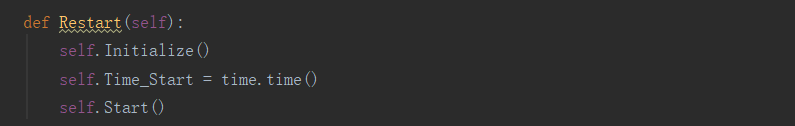 def Restart(self):
    self.Initialize()
    self.Time_Start = time.time()
    self.Start()